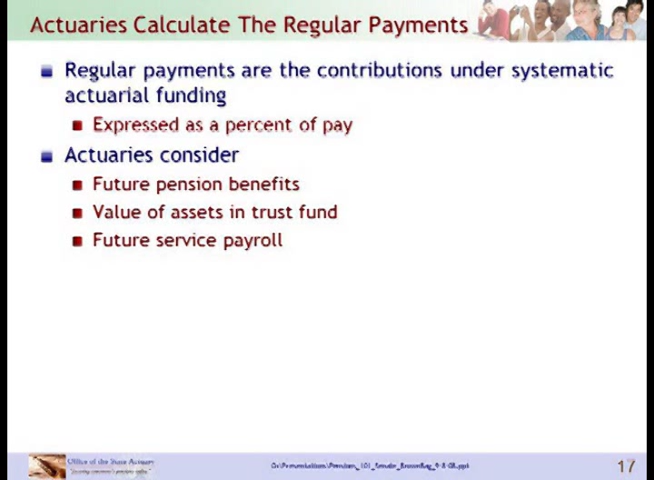 Actuaries Calculate The Regular Payments
Regular payments are the contributions under systematic
actuarial funding
Expressed as a percent of pay
Actuaries consider
Future pension benefits
Value of assets in trust fund
Future service payroll
Office of the State Actuary
17